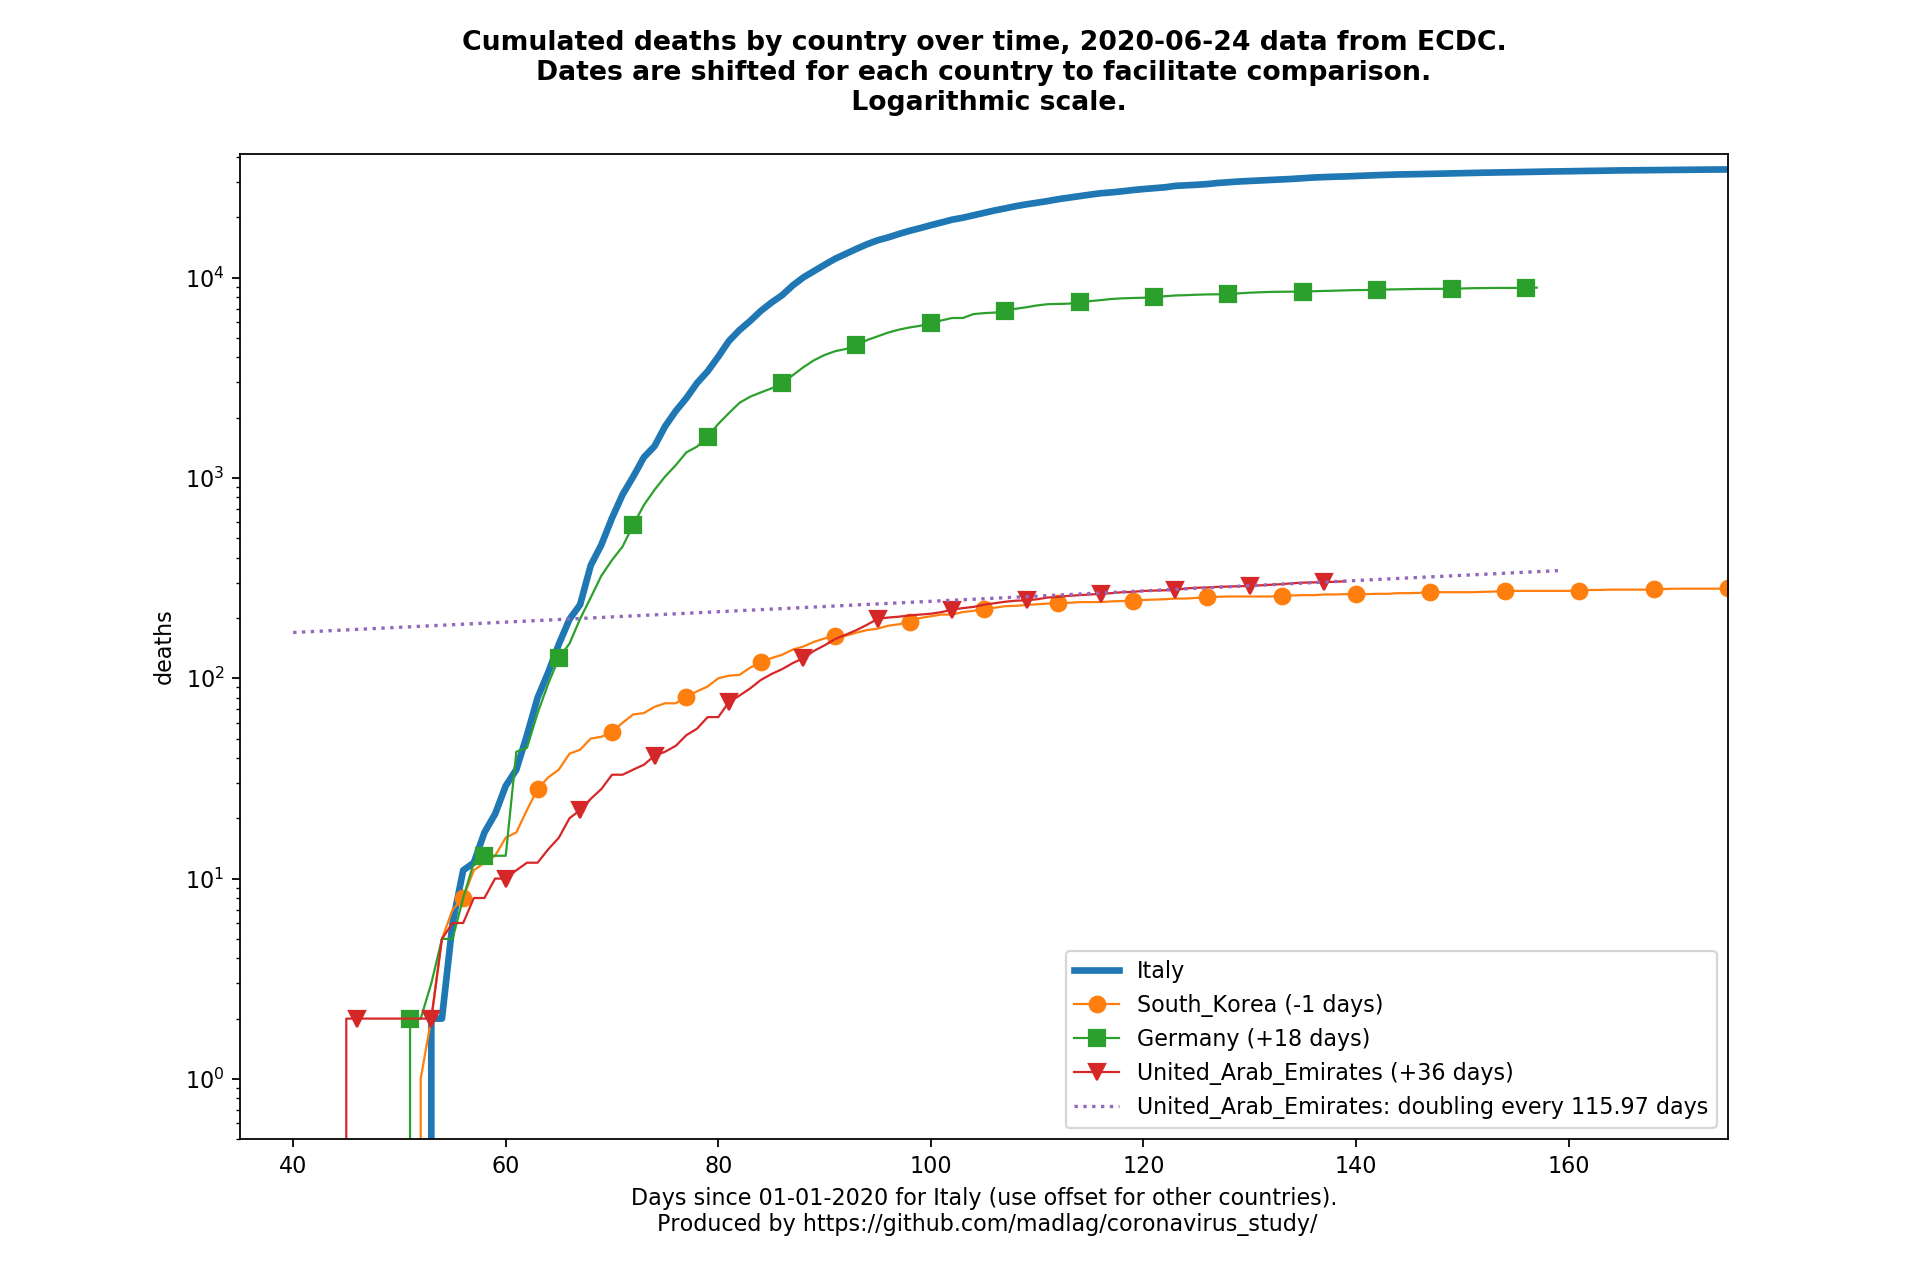 Cumulated deaths by country over time, 2020-06-24 data from ECDC.
Dates are shifted for each country to facilitate comparison.
Logarithmic scale.
deaths
10⁴
10³
10²
10¹
10⁰
Italy
South_Korea (-1 days)
Germany (+18 days)
United_Arab_Emirates (+36 days)
United_Arab_Emirates: doubling every 115.97 days
40 60 80 100 120 140 160
Days since 01-01-2020 for Italy (use offset for other countries).
Produced by https://github.com/madlag/coronavirus_study/